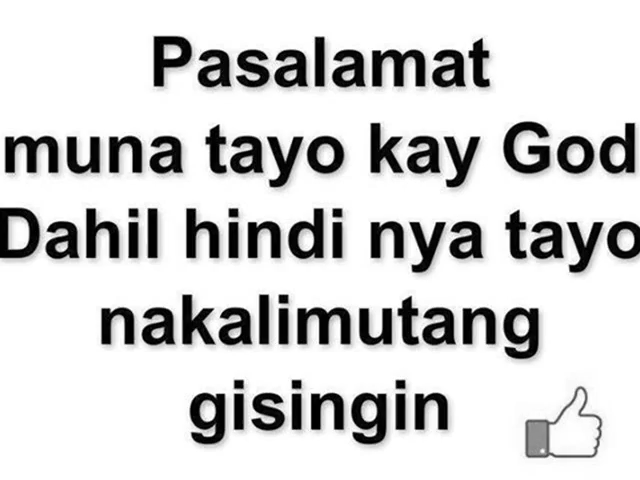 Pasalamat
muna tayo kay God
Dahil hindi nya tayo
nakalimutang
gisingin